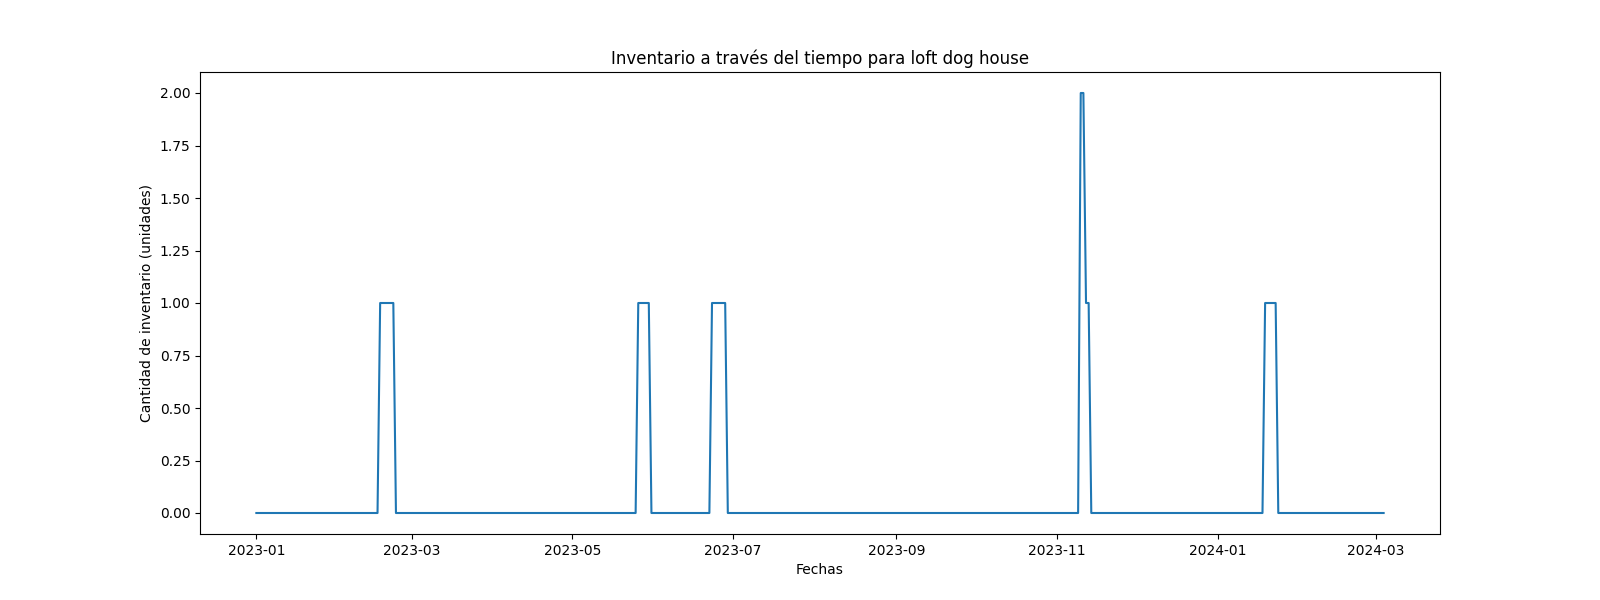 Inventario a través del tiempo para loft dog house
Cantidad de inventario (unidades)
2.00
1.75
1.50
1.25
1.00
0.75
0.50
0.25
0.00
2023-01 2023-03 2023-05 2023-07 2023-09 2023-11 2024-01 2024-03
Fechas